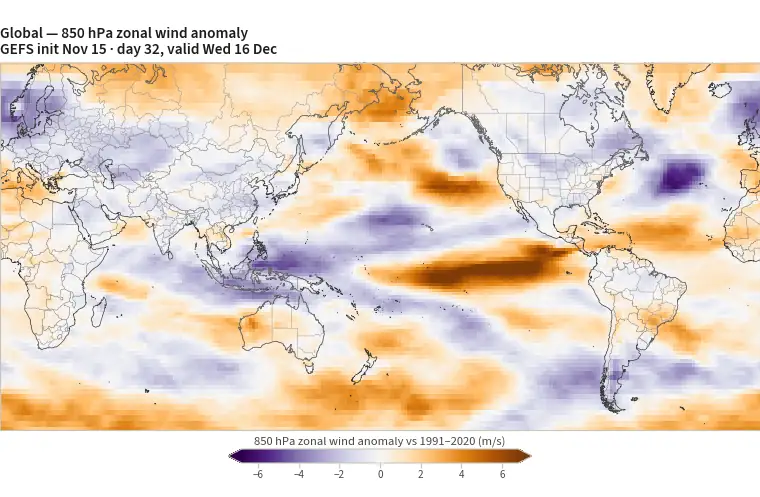 Global — 850 hPa zonal wind anomaly
GEFS init Nov 15 · day 32, valid Wed 16 Dec
850 hPa zonal wind anomaly vs 1991–2020 (m/s)
−6 −4 −2 0 2 4 6